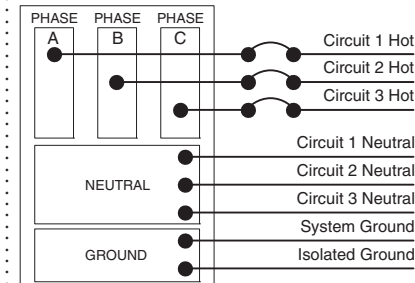 PHASE PHASE PHASE
A B C
Circuit 1 Hot
Circuit 2 Hot
Circuit 3 Hot
Circuit 1 Neutral
NEUTRAL
Circuit 2 Neutral
Circuit 3 Neutral
System Ground
GROUND
Isolated Ground